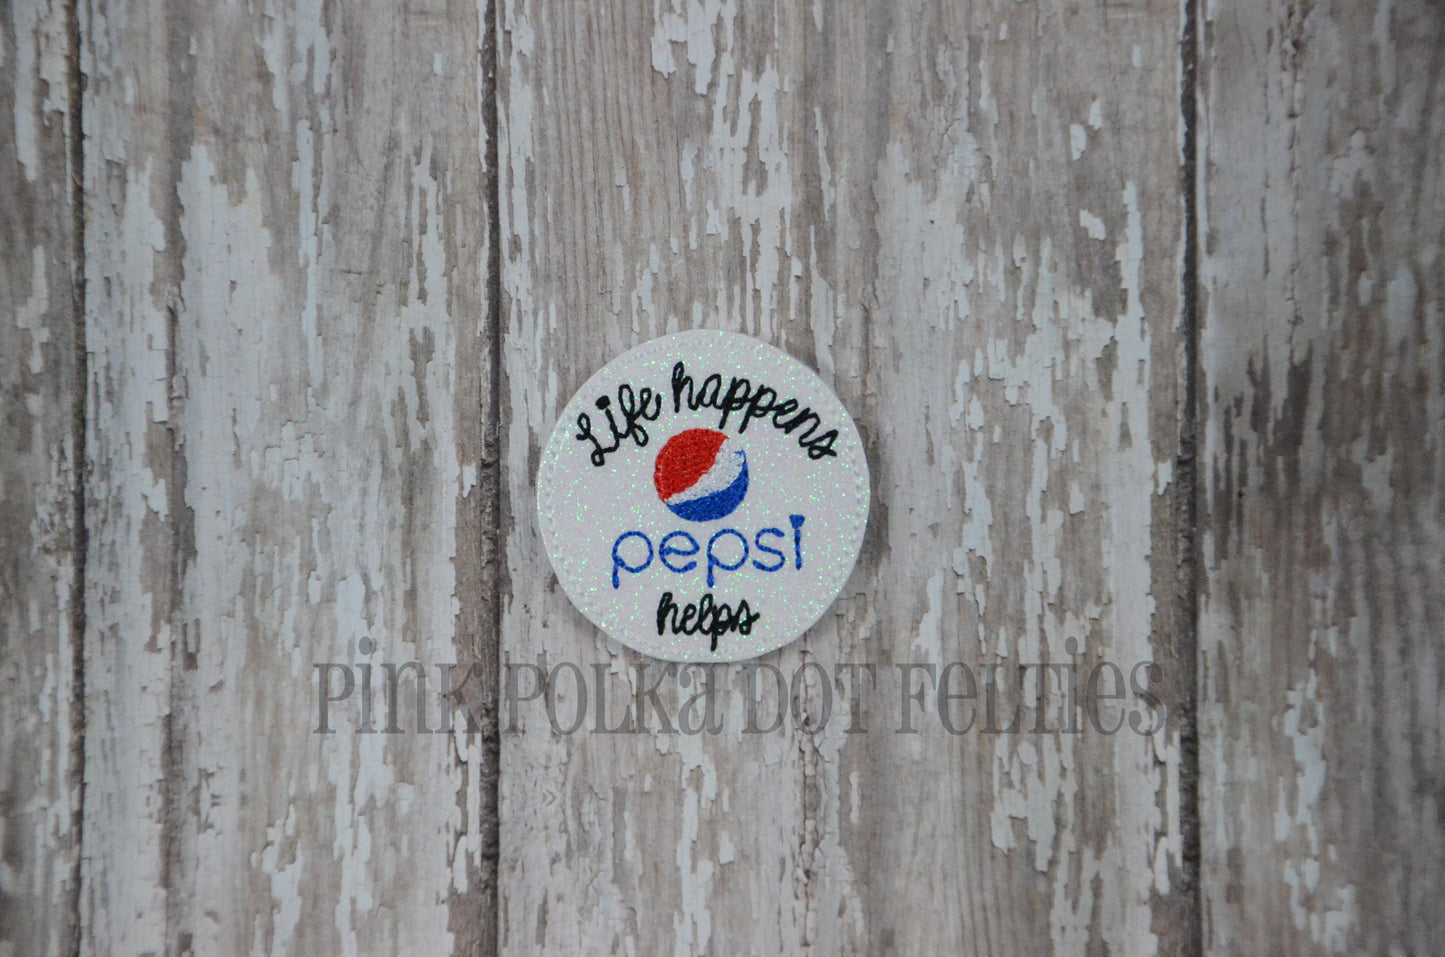 Life happens
pepsi
helps
Pink Polka Dot Felties